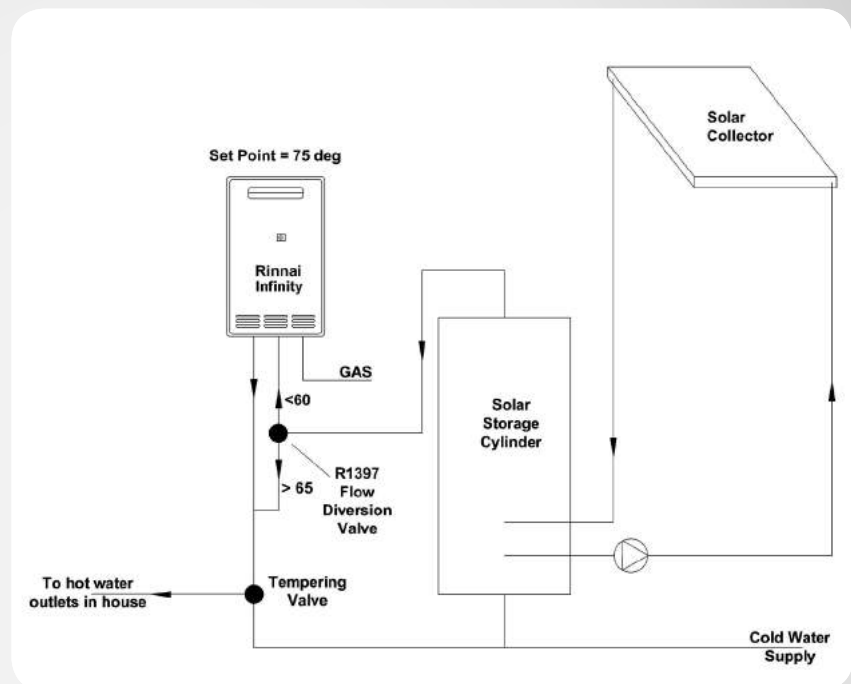 Solar
Collector
Set Point = 75 deg
Rinnai
Infinity
GAS
<60
Solar
Storage
Cylinder
R1397
Flow
Diversion
Valve
> 65
To hot water
outlets in house
Tempering
Valve
Cold Water
Supply